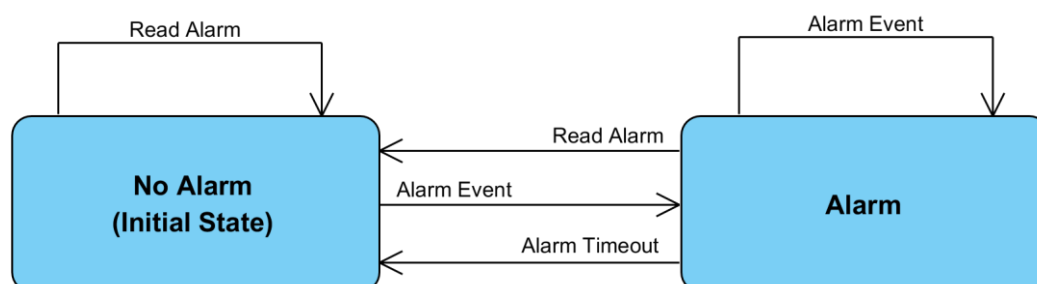 Read Alarm
Alarm Event
Read Alarm
No Alarm
(Initial State)
Alarm Event
Alarm
Alarm Timeout